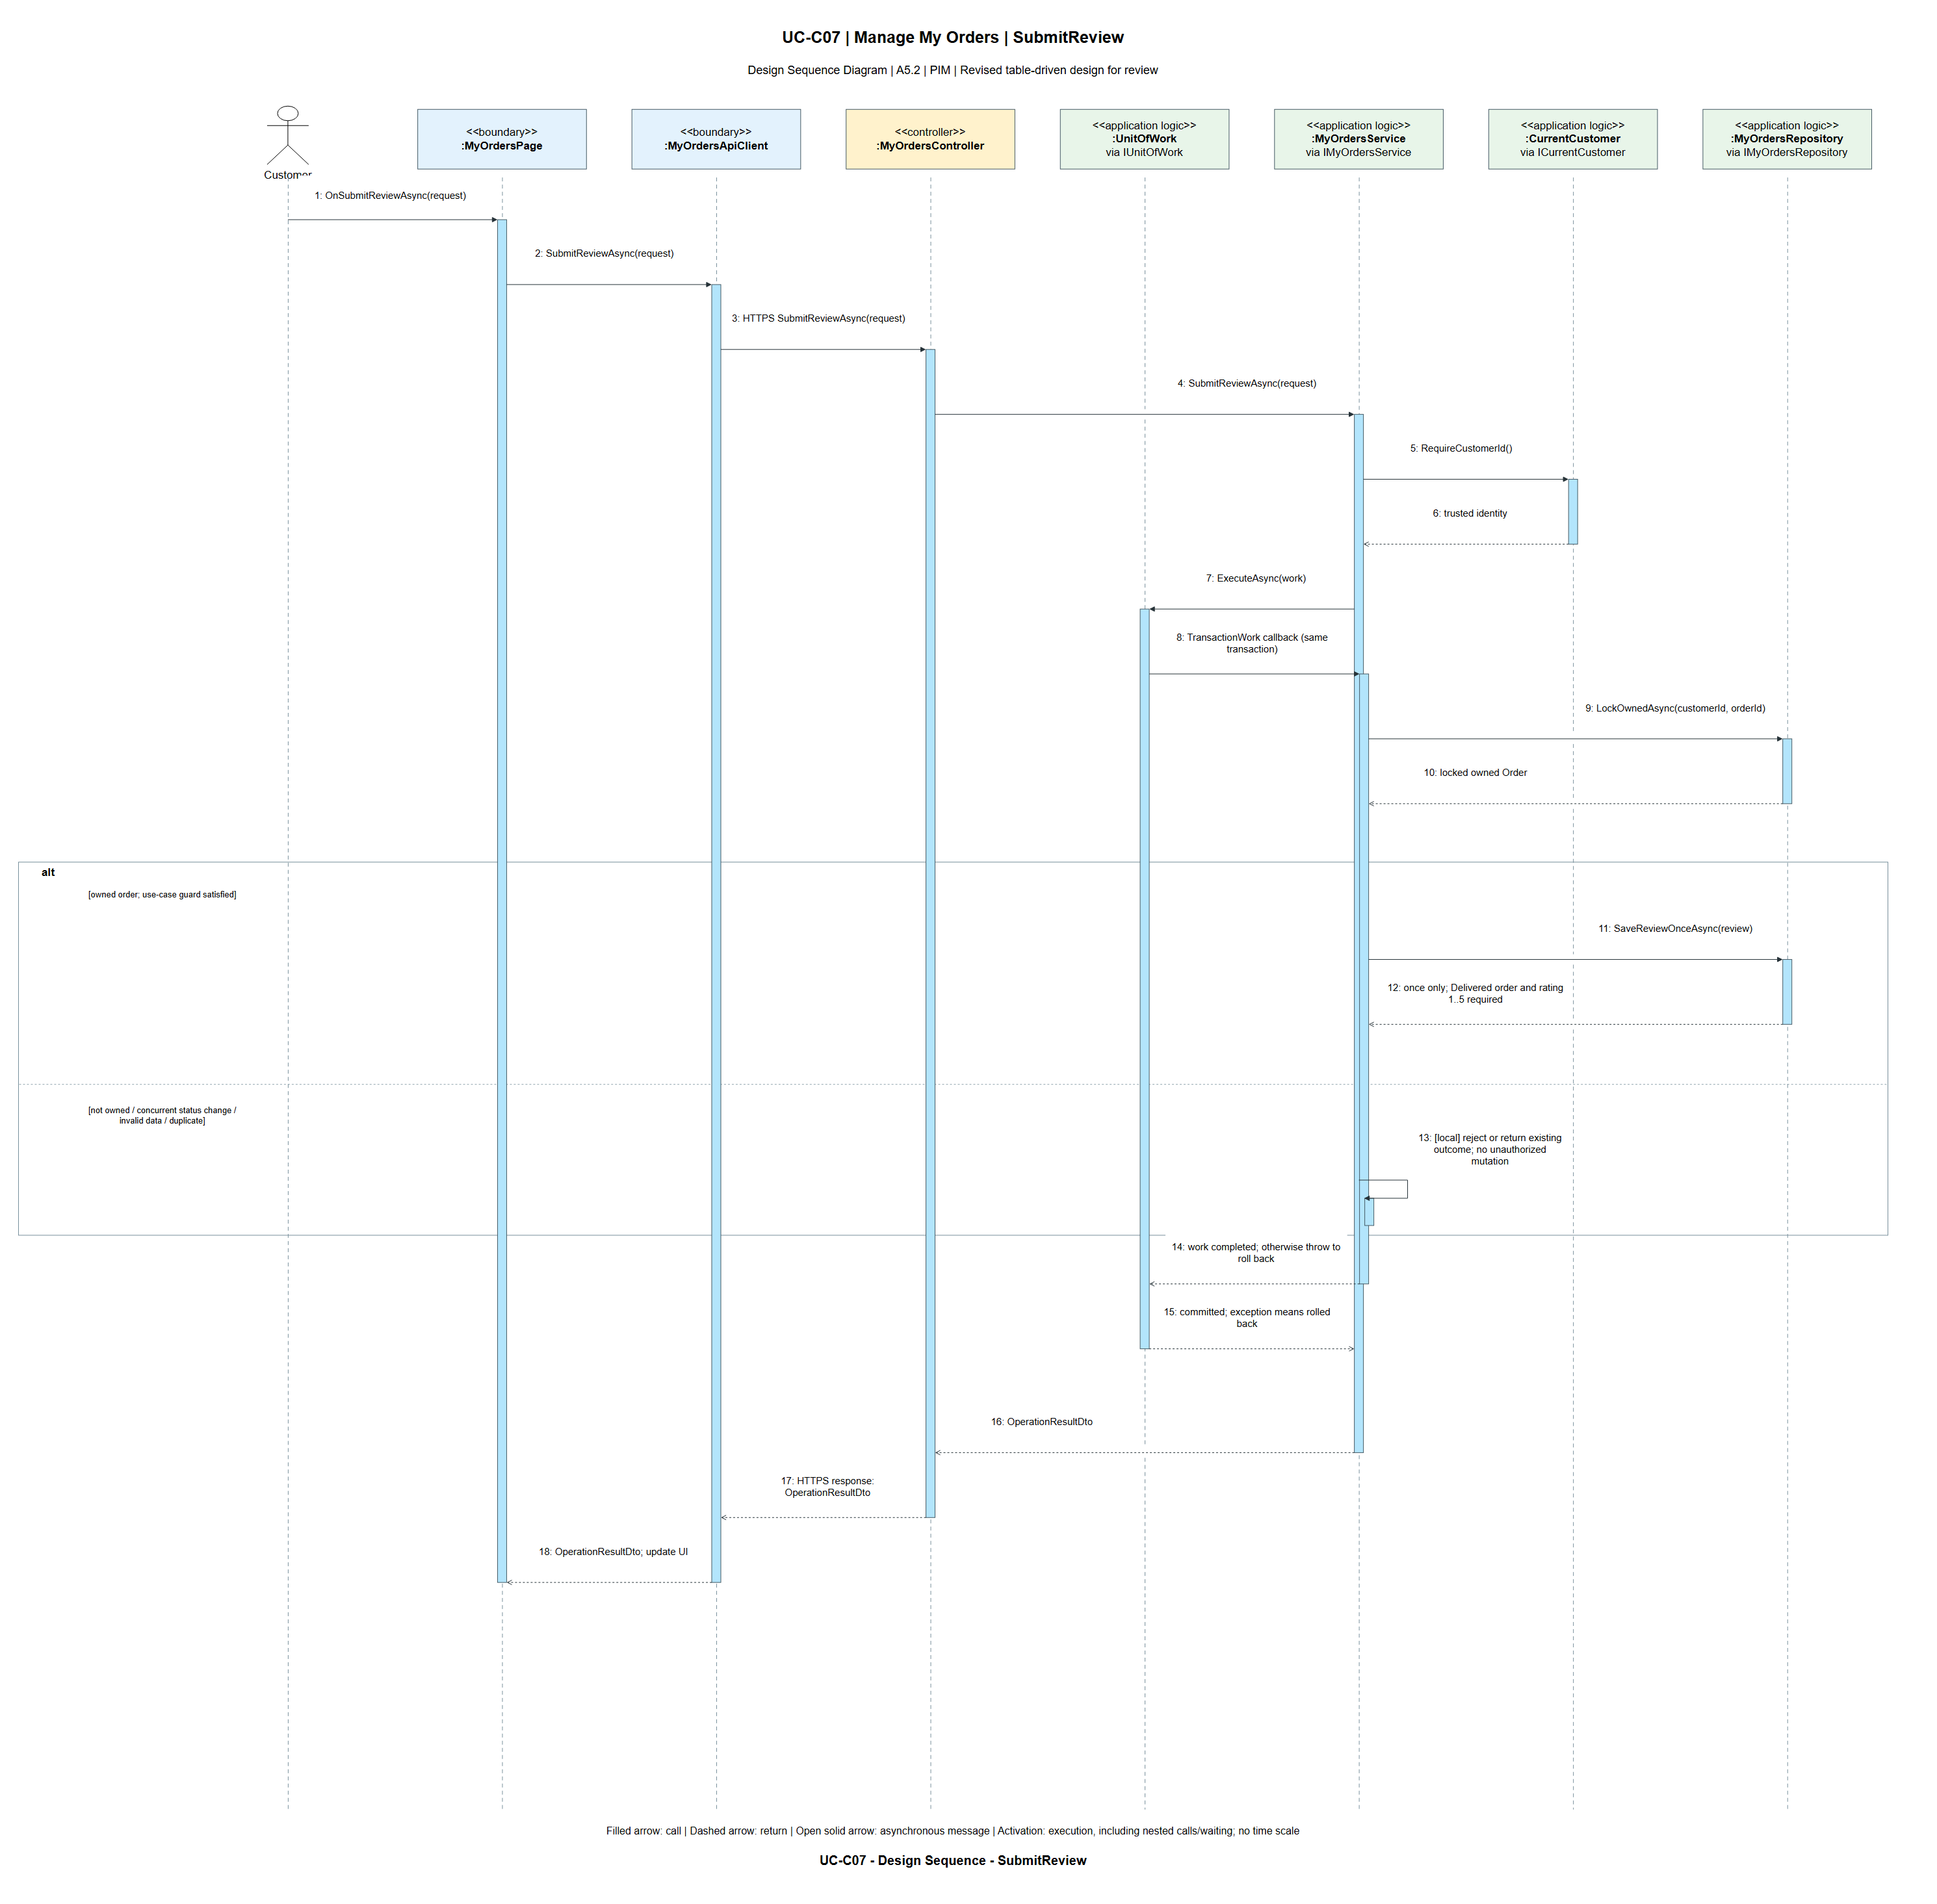 UC-C07 | Manage My Orders | SubmitReview
Design Sequence Diagram | A5.2 | PIM | Revised table-driven design for review
Customer
<<boundary>>
:MyOrdersPage
<<boundary>>
:MyOrdersApiClient
<<controller>>
:MyOrdersController
<<application logic>>
:UnitOfWork
via IUnitOfWork
<<application logic>>
:MyOrdersService
via IMyOrdersService
<<application logic>>
:CurrentCustomer
via ICurrentCustomer
<<application logic>>
:MyOrdersRepository
via IMyOrdersRepository
1: OnSubmitReviewAsync(request)
2: SubmitReviewAsync(request)
3: HTTPS SubmitReviewAsync(request)
4: SubmitReviewAsync(request)
5: RequireCustomerId()
6: trusted identity
7: ExecuteAsync(work)
8: TransactionWork callback (same
transaction)
9: LockOwnedAsync(customerId, orderId)
10: locked owned Order
alt
[owned order; use-case guard satisfied]
11: SaveReviewOnceAsync(review)
12: once only; Delivered order and rating
1..5 required
[not owned / concurrent status change /
invalid data / duplicate]
13: [local] reject or return existing
outcome; no unauthorized
mutation
14: work completed; otherwise throw to
roll back
15: committed; exception means rolled
back
16: OperationResultDto
17: HTTPS response:
OperationResultDto
18: OperationResultDto; update UI
Filled arrow: call | Dashed arrow: return | Open solid arrow: asynchronous message | Activation: execution, including nested calls/waiting; no time scale
UC-C07 - Design Sequence - SubmitReview